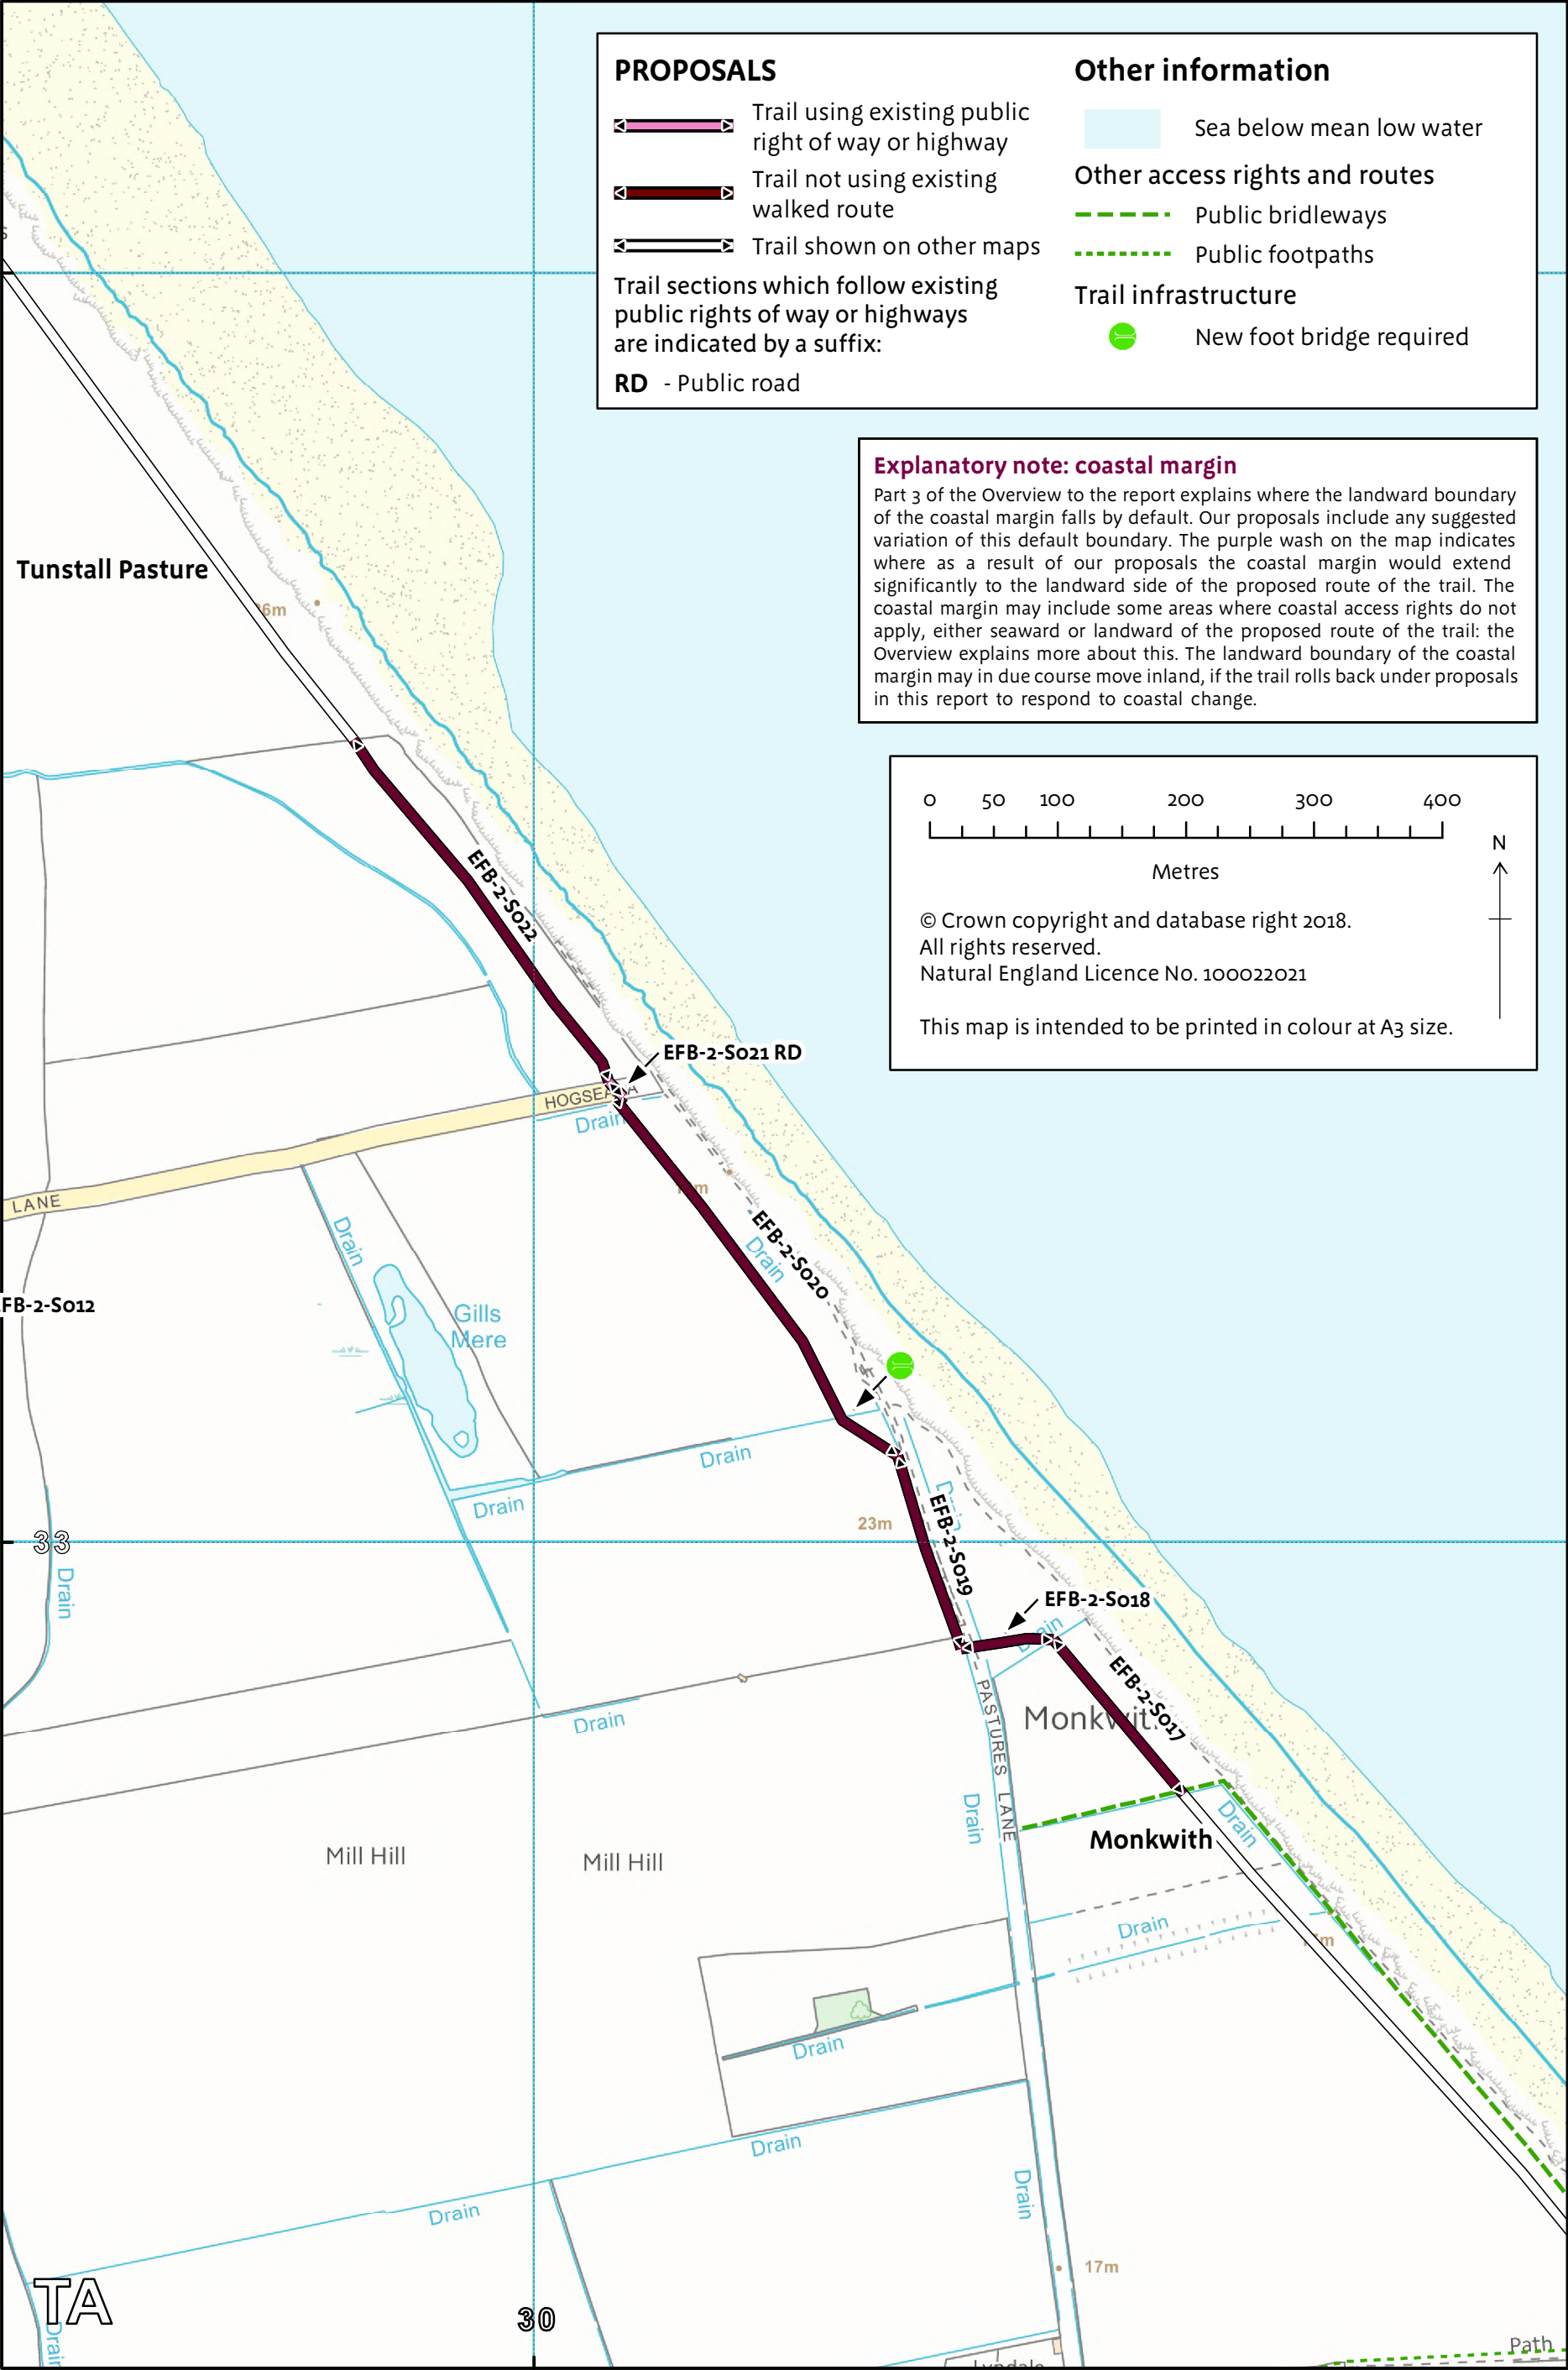 PROPOSALS
Trail using existing public
right of way or highway
Trail not using existing
walked route
Trail shown on other maps
Trail sections which follow existing
public rights of way or highways
are indicated by a suffix:
RD - Public road
Other information
Sea below mean low water
Other access rights and routes
Public bridleways
Public footpaths
Trail infrastructure
New foot bridge required
Explanatory note: coastal margin
Part 3 of the Overview to the report explains where the landward boundary
of the coastal margin falls by default. Our proposals include any suggested
variation of this default boundary. The purple wash on the map indicates
where as a result of our proposals the coastal margin would extend
significantly to the landward side of the proposed route of the trail. The
coastal margin may include some areas where coastal access rights do not
apply, either seaward or landward of the proposed route of the trail: the
Overview explains more about this. The landward boundary of the coastal
margin may in due course move inland, if the trail rolls back under proposals
in this report to respond to coastal change.
0 50 100 200 300 400
Metres
N
© Crown copyright and database right 2018.
All rights reserved.
Natural England Licence No. 100022021
This map is intended to be printed in colour at A3 size.
Tunstall Pasture
EFB-2-S022
EFB-2-S021 RD
Drain
LANE
Drain
EFB-2-S020
Drain
FB-2-S012
Gills
Mere
Drain
Drain
23m
Drain
EFB-2-S019
33
Drain
EFB-2-S018
Drain
EFB-2-S017
PASTURES LANE
Drain
Mill Hill
Mill Hill
Drain
Monkwith
Drain
Drain
Drain
Drain
Drain
Drain
17m
TA
30
Drain
Path